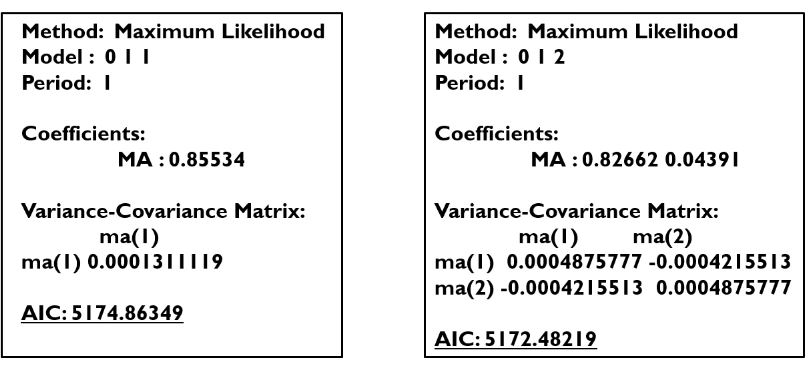 Method: Maximum Likelihood
Model : 0 1 1
Period: 1
Coefficients:
MA : 0.85534
Variance-Covariance Matrix:
ma(1)
ma(1) 0.0001311119
AIC: 5174.86349
Method: Maximum Likelihood
Model : 0 1 2
Period: 1
Coefficients:
MA : 0.82662 0.04391
Variance-Covariance Matrix:
ma(1) ma(2)
ma(1) 0.0004875777 -0.0004215513
ma(2) -0.0004215513 0.0004875777
AIC: 5172.48219